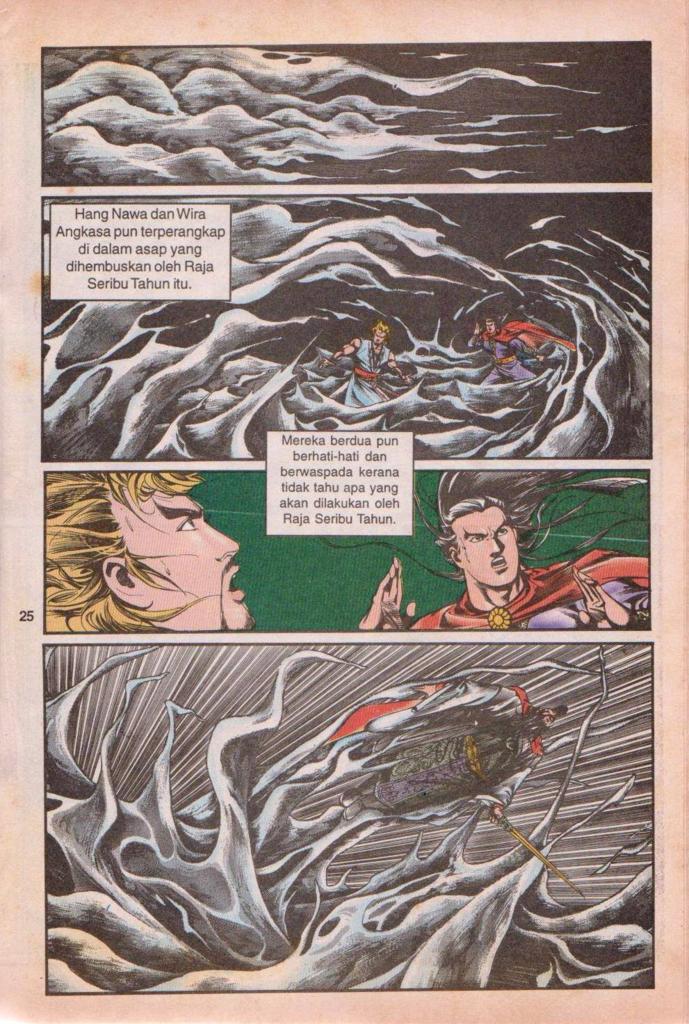 Hang Nawa dan Wira
Angkasa pun terperangkap
di dalam asap yang
dihembuskan oleh Raja
Seribu Tahun itu.
Mereka berdua pun
berhati-hati dan
berwaspada kerana
tidak tahu apa yang
akan dilakukan oleh
Raja Seribu Tahun.
25